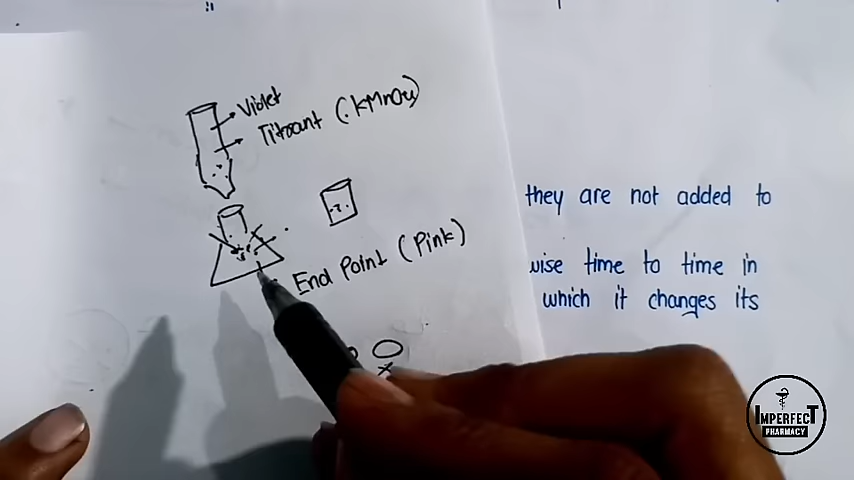 Violet
Titrant (KMnO4)
End Point (Pink)
they are not added to
wise time to time in
which it changes its
IMPERFECT
PHARMACY